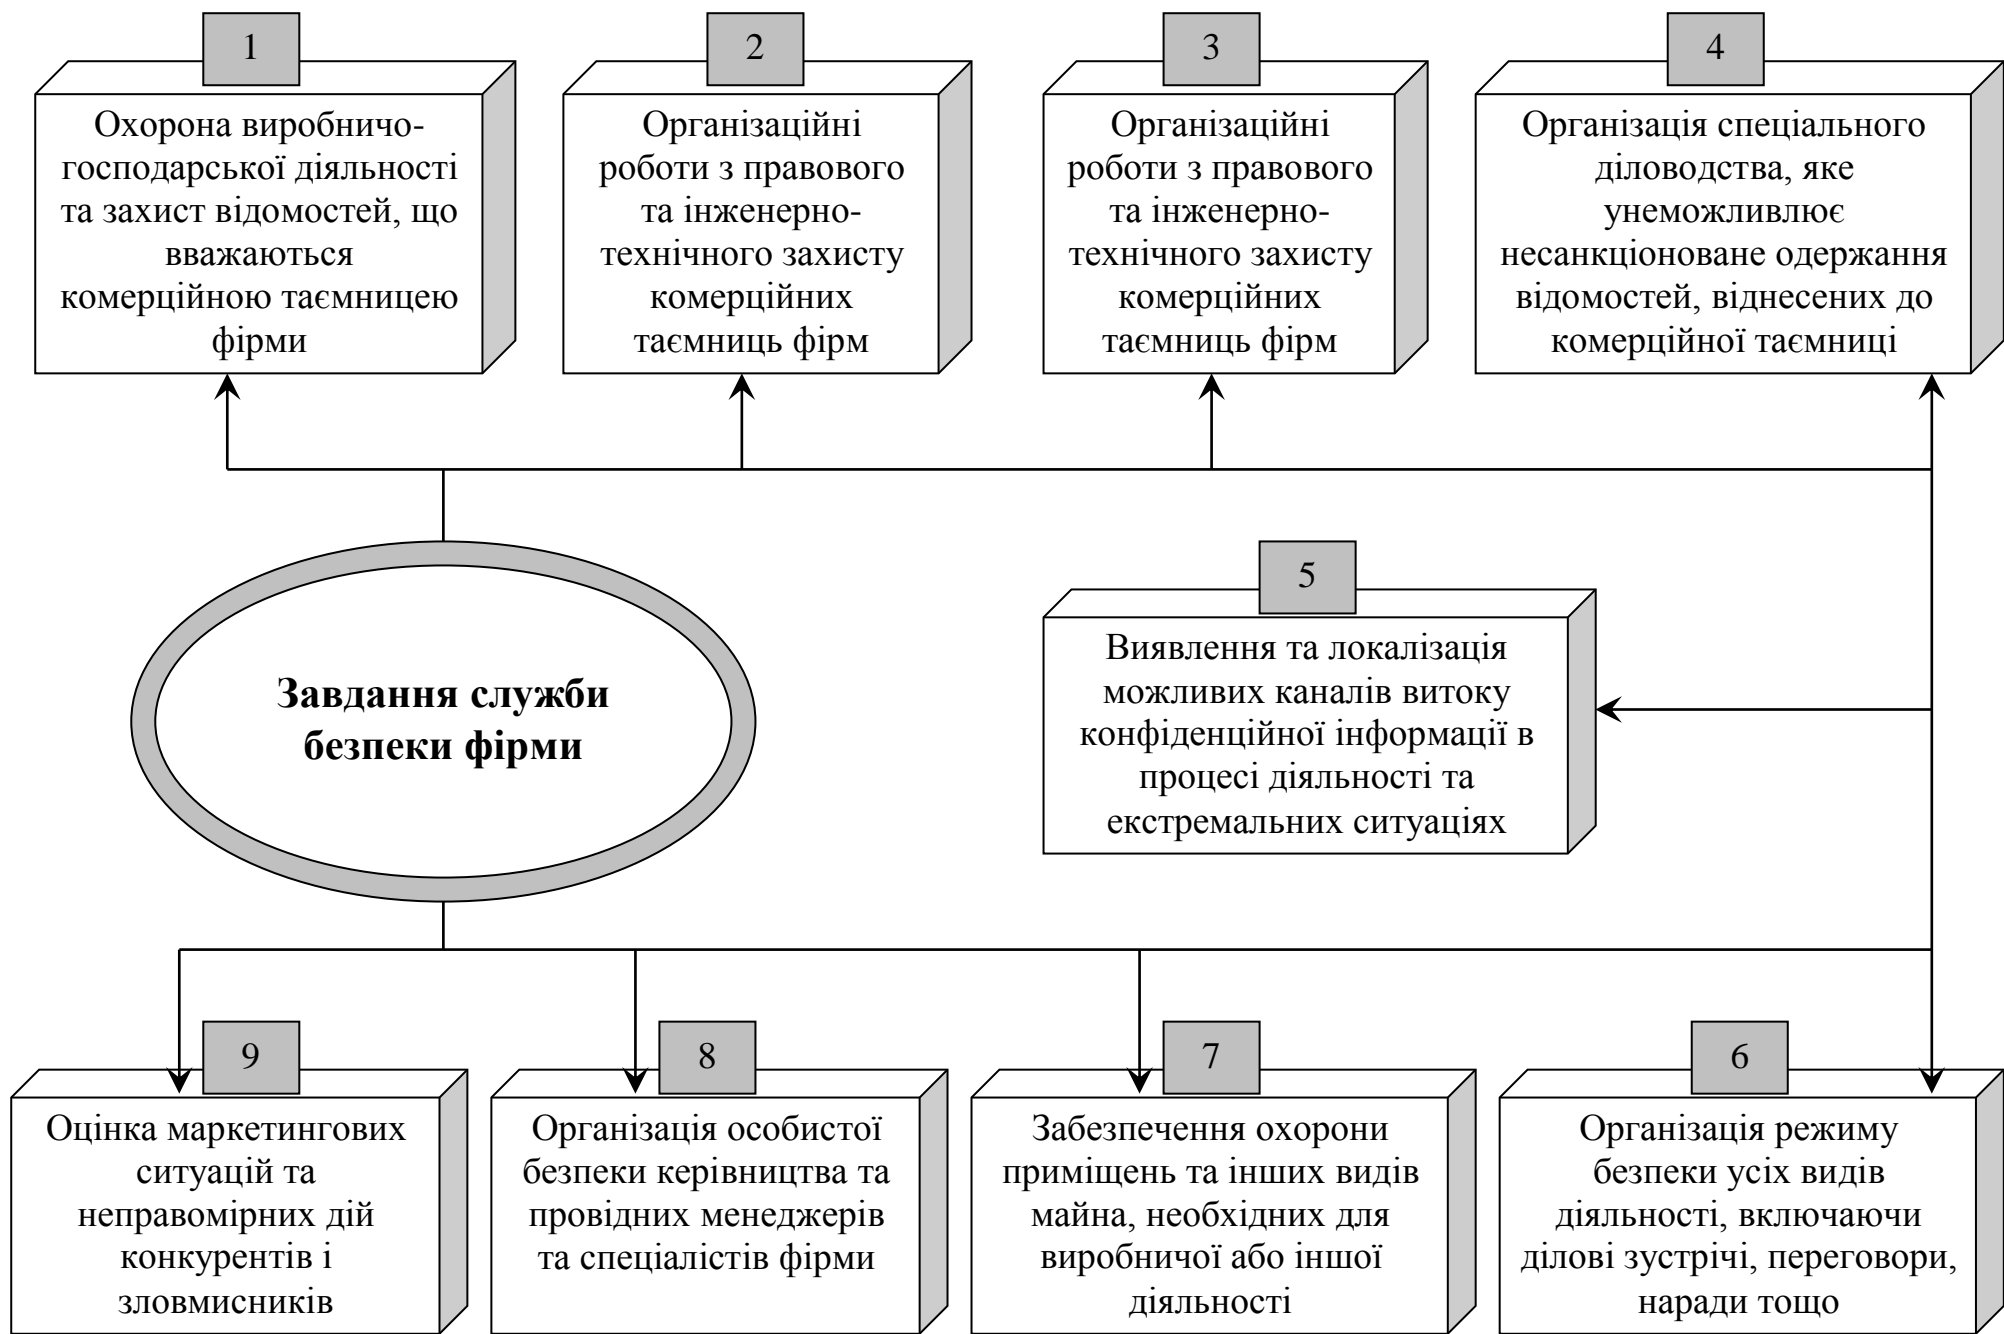 1
Охорона виробничо-
господарської діяльності
та захист відомостей, що
вважаються
комерційною таємницею
фірми
2
Організаційні
роботи з правового
та інженерно-
технічного захисту
комерційних
таємниць фірм
3
Організаційні
роботи з правового
та інженерно-
технічного захисту
комерційних
таємниць фірм
4
Організація спеціального
діловодства, яке
унеможливлює
несанкціоноване одержання
відомостей, віднесених до
комерційної таємниці
Завдання служби
безпеки фірми
5
Виявлення та локалізація
можливих каналів витоку
конфіденційної інформації в
процесі діяльності та
екстремальних ситуаціях
9
Оцінка маркетингових
ситуацій та
неправомірних дій
конкурентів і
зловмисників
8
Організація особистої
безпеки керівництва та
провідних менеджерів
та спеціалістів фірми
7
Забезпечення охорони
приміщень та інших видів
майна, необхідних для
виробничої або іншої
діяльності
6
Організація режиму
безпеки усіх видів
діяльності, включаючи
ділові зустрічі, переговори,
наради тощо